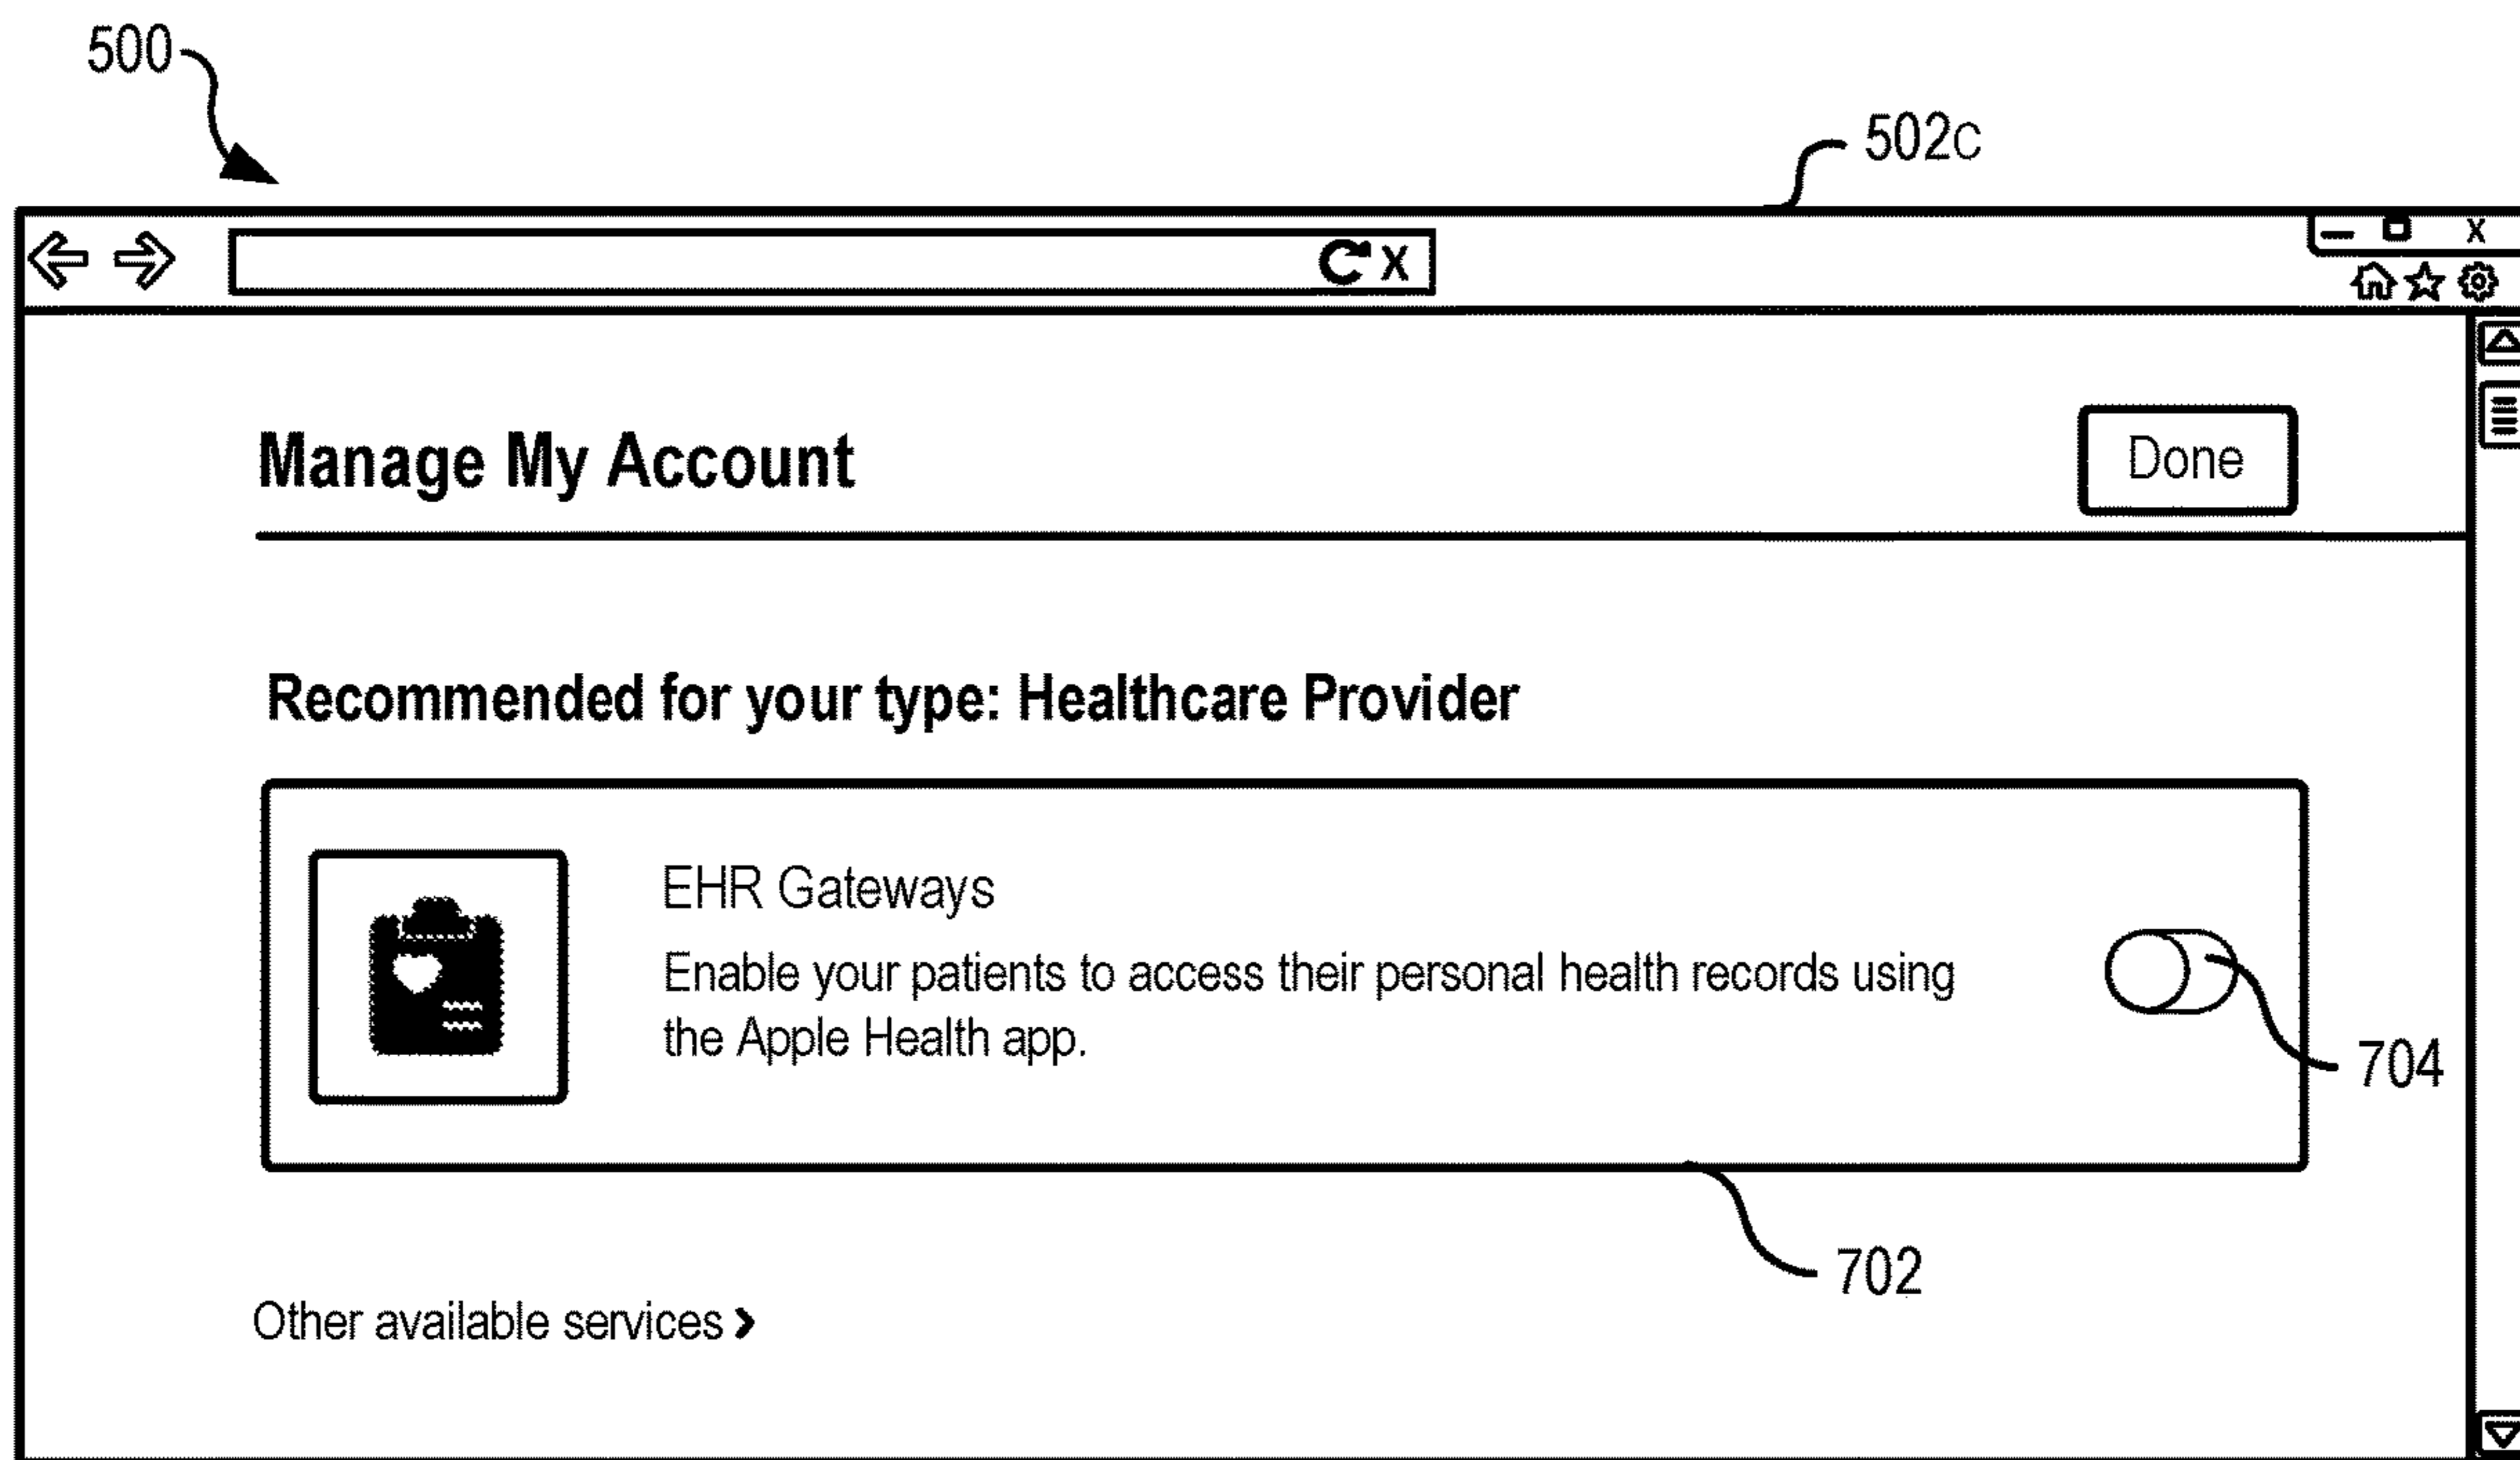 500
502c
X
X
Manage My Account
Done
Recommended for your type: Healthcare Provider
EHR Gateways
Enable your patients to access their personal health records using
the Apple Health app.
704
702
Other available services >